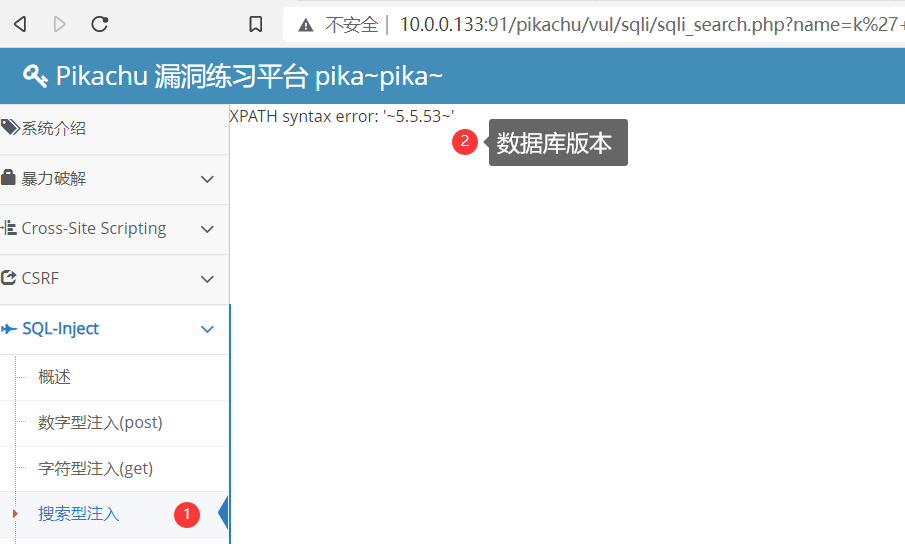 不安全 10.0.0.133:91/pikachu/vul/sqli/sqli_search.php?name=k%27+
Pikachu 漏洞练习平台 pika~pika~
系统介绍
暴力破解
Cross-Site Scripting
CSRF
SQL-Inject
概述
数字型注入(post)
字符型注入(get)
搜索型注入 1
XPATH syntax error: '~5.5.53~'
2 数据库版本